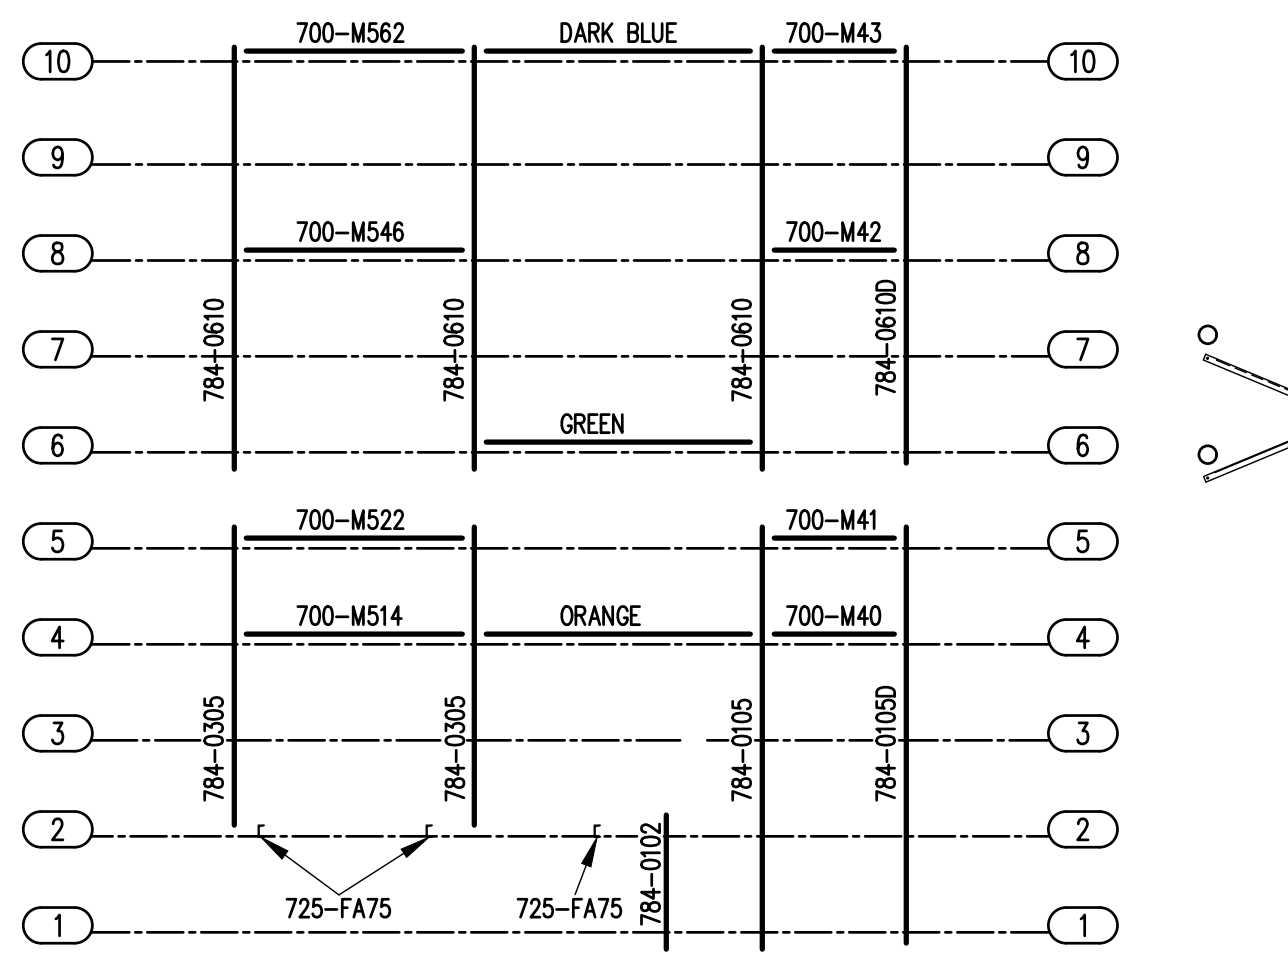 700-M562 DARK BLUE 700-M43
10 10
9 9
700-M546 700-M42
8 8
784-0610 784-0610 784-0610 784-0610D
7 7
GREEN
6 6
700-M522 700-M41
5 5
700-M514 ORANGE 700-M40
4 4
784-0305 784-0305 784-0105 784-0105D
3 3
2 2
784-0102
725-FA75 725-FA75
1 1